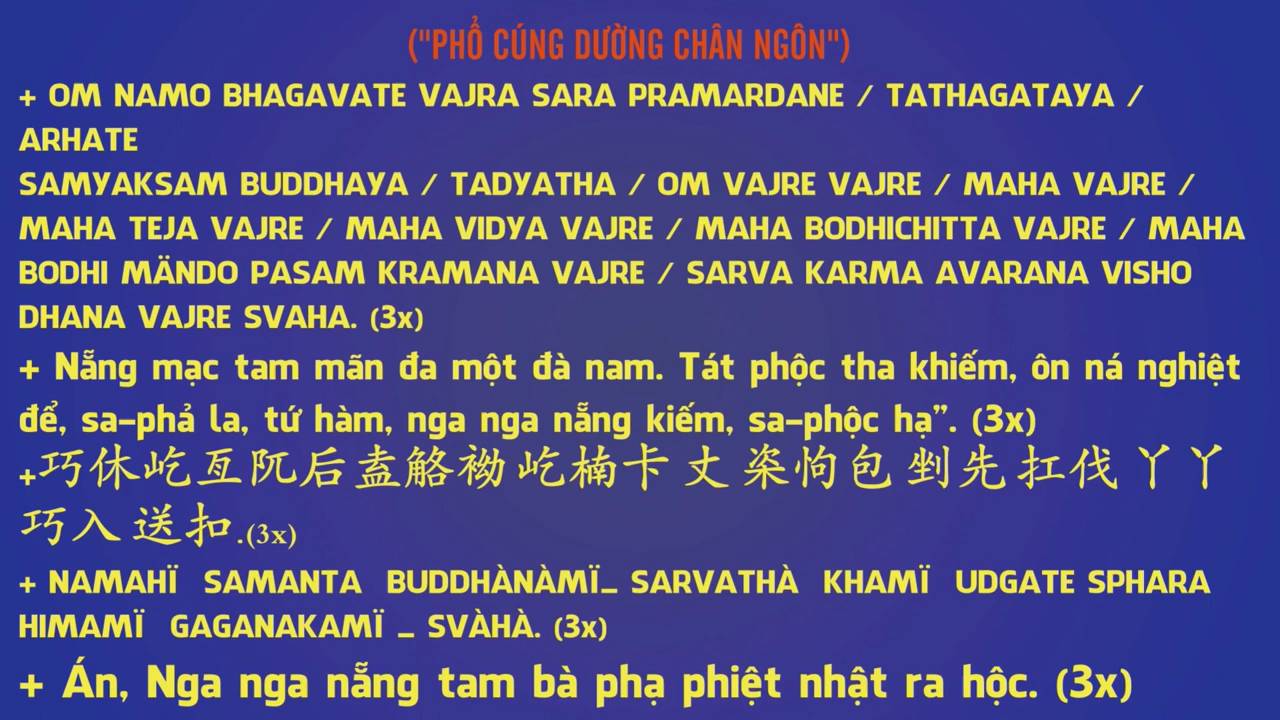 ("PHỔ CÚNG DƯỜNG CHÂN NGÔN")
+ OM NAMO BHAGAVATE VAJRA SARA PRAMARDANE / TATHAGATAYA /
ARHATE
SAMYAKSAM BUDDHAYA / TADYATHA / OM VAJRE VAJRE / MAHA VAJRE /
MAHA TEJA VAJRE / MAHA VIDYA VAJRE / MAHA BODHICHITTA VAJRE / MAHA
BODHI MÄNDO PASAM KRAMANA VAJRE / SARVA KARMA AVARANA VISHO
DHANA VAJRE SVAHA. (3x)
+ Nẵng mạc tam mãn đa một đà nam. Tát phộc tha khiếm, ôn ná nghiệt
để, sa-phả la, tứ hàm, nga nga nẵng kiếm, sa-phộc hạ”. (3x)
+巧休屹亙阢后盍觡袎屹楠卡丈 栥怐包 剉先扛伐 丫丫
巧入送扣.(3x)
+ NAMAHÏ SAMANTA BUDDHÀNÀMÏ_ SARVATHÀ KHAMÏ UDGATE SPHARA
HIMAMÏ GAGANAKAMÏ _ SVÀHÀ. (3x)
+ Án, Nga nga nẵng tam bà phạ phiệt nhật ra hộc. (3x)